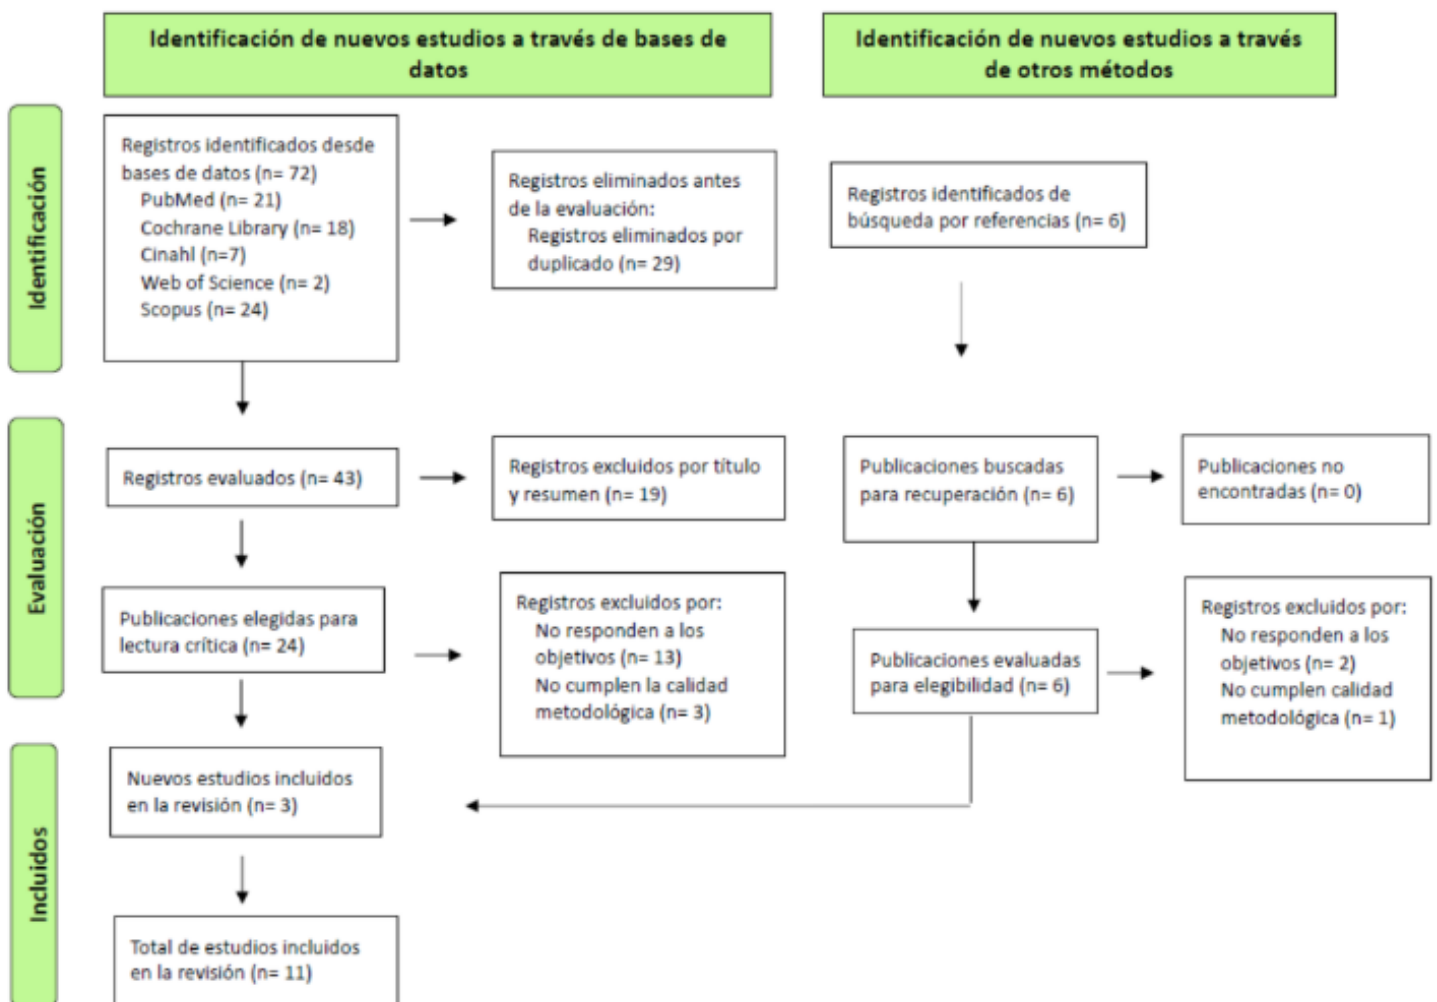 Identificación de nuevos estudios a través de bases de
datos
Identificación de nuevos estudios a través
de otros métodos
Identificación
Registros identificados desde
bases de datos (n= 72)
PubMed (n= 21)
Cochrane Library (n= 18)
Cinahl (n=7)
Web of Science (n= 2)
Scopus (n= 24)
Registros eliminados antes
de la evaluación:
Registros eliminados por
duplicado (n= 29)
Registros identificados de
búsqueda por referencias (n= 6)
Evaluación
Registros evaluados (n= 43)
Registros excluidos por título
y resumen (n= 19)
Publicaciones buscadas
para recuperación (n= 6)
Publicaciones no
encontradas (n= 0)
Publicaciones elegidas para
lectura crítica (n= 24)
Registros excluidos por:
No responden a los
objetivos (n= 13)
No cumplen la calidad
metodológica (n= 3)
Publicaciones evaluadas
para elegibilidad (n= 6)
Registros excluidos por:
No responden a los
objetivos (n= 2)
No cumplen calidad
metodológica (n= 1)
Incluidos
Nuevos estudios incluidos
en la revisión (n= 3)
Total de estudios incluidos
en la revisión (n= 11)